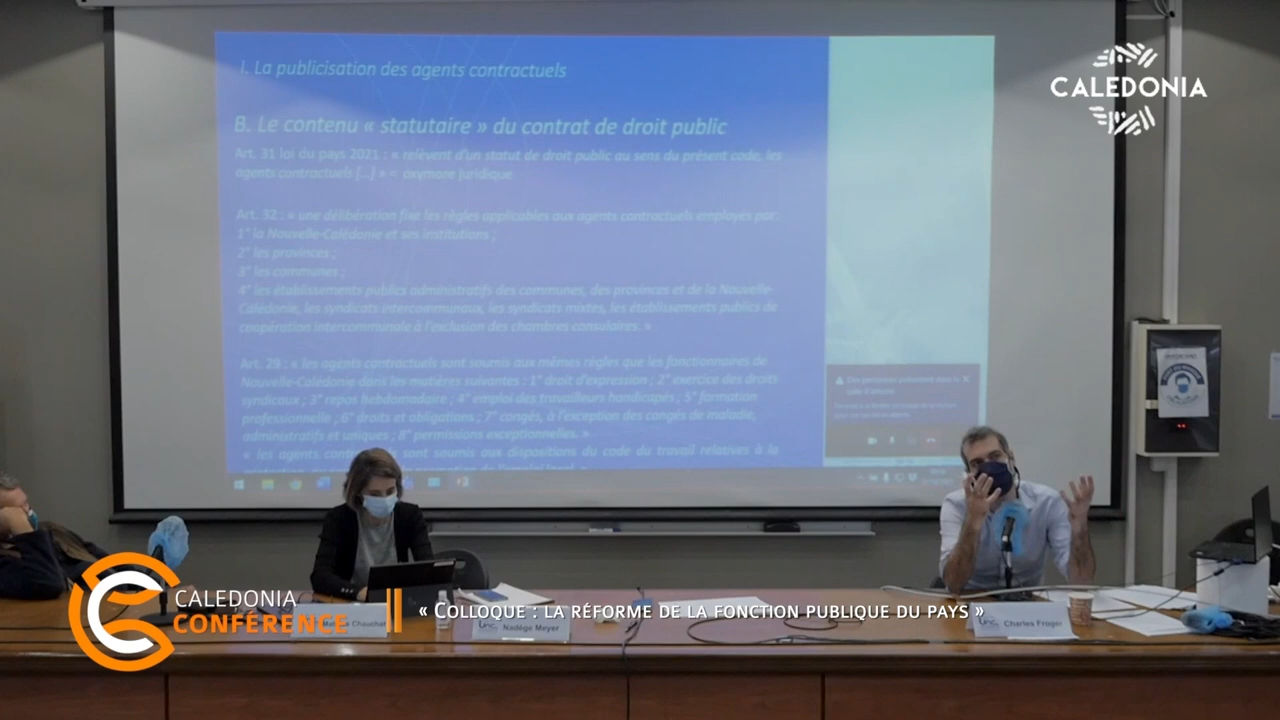 I. La publicisation des agents contractuels
B. Le contenu « statutaire » du contrat de droit public
Art. 31 loi du pays 2021 : « relèvent d'un statut de droit public au sens du présent code, les
agents contractuels [...] » = oxymore juridique
Art. 32 : « une délibération fixe les règles applicables aux agents contractuels employés par:
1° la Nouvelle-Calédonie et ses institutions ;
2° les provinces ;
3° les communes ;
4° les établissements publics administratifs des communes, des provinces et de la Nouvelle-
Calédonie, les syndicats intercommunaux, les syndicats mixtes, les établissements publics de
coopération intercommunale à l'exclusion des chambres consulaires. »
Art. 29 : « les agents contractuels sont soumis aux mêmes règles que les fonctionnaires de
Nouvelle-Calédonie dans les matières suivantes : 1° droit d'expression ; 2° exercice des droits
syndicaux ; 3° repos hebdomadaire ; 4° emploi des travailleurs handicapés ; 5° formation
professionnelle ; 6° droits et obligations ; 7° congés, à l'exception des congés de maladie,
administratifs et uniques ; 8° permissions exceptionnelles. »
« les agents sont soumis aux dispositions du code du travail relatives à la
CALEDONIA
CALEDONIA
CONFÉRENCE
« COLLOQUE : LA RÉFORME DE LA FONCTION PUBLIQUE DU PAYS »
Chauchat
Nadège Meyer
Charles Froger